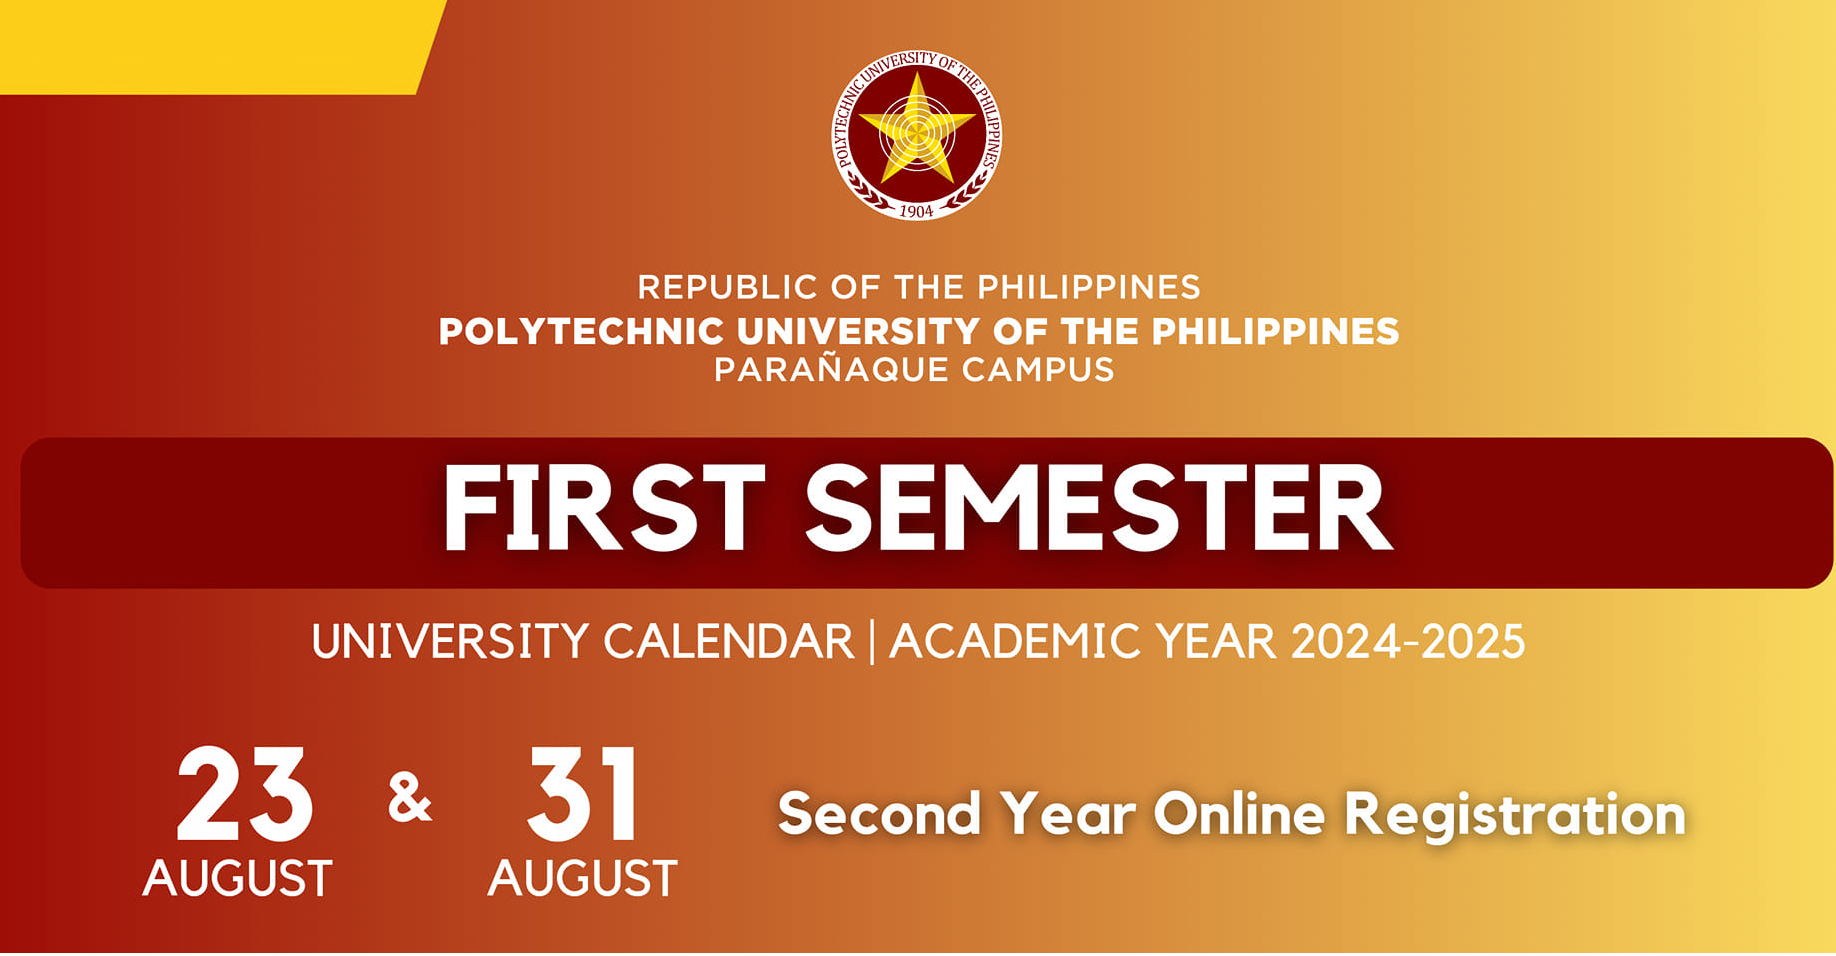 POLYTECHNIC UNIVERSITY OF THE PHILIPPINES
1904
REPUBLIC OF THE PHILIPPINES
POLYTECHNIC UNIVERSITY OF THE PHILIPPINES
PARAÑAQUE CAMPUS
FIRST SEMESTER
UNIVERSITY CALENDAR | ACADEMIC YEAR 2024-2025
23 & 31
AUGUST AUGUST
Second Year Online Registration